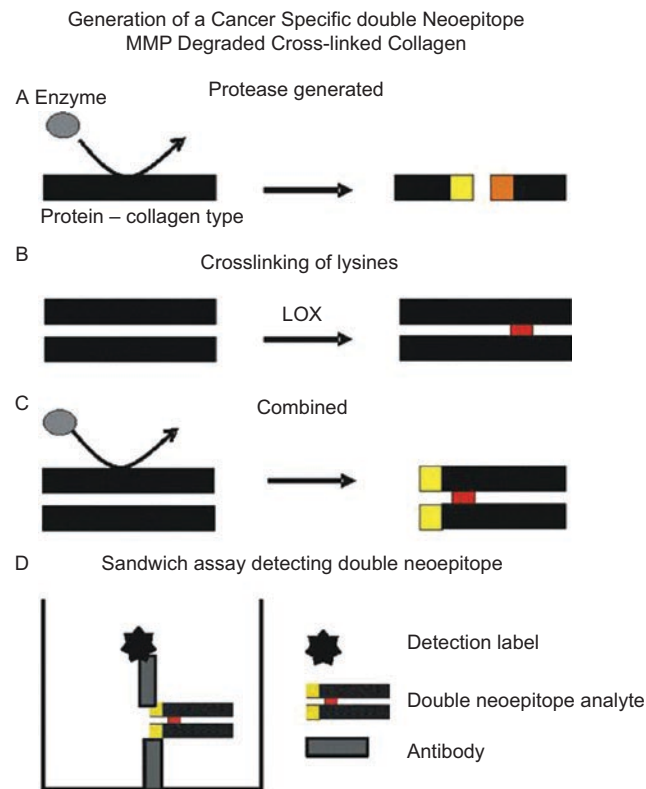 Generation of a Cancer Specific double Neoepitope
MMP Degraded Cross-linked Collagen
A Enzyme
Protease generated
Protein – collagen type
B
Crosslinking of lysines
LOX
C
Combined
D
Sandwich assay detecting double neoepitope
Detection label
Double neoepitope analyte
Antibody